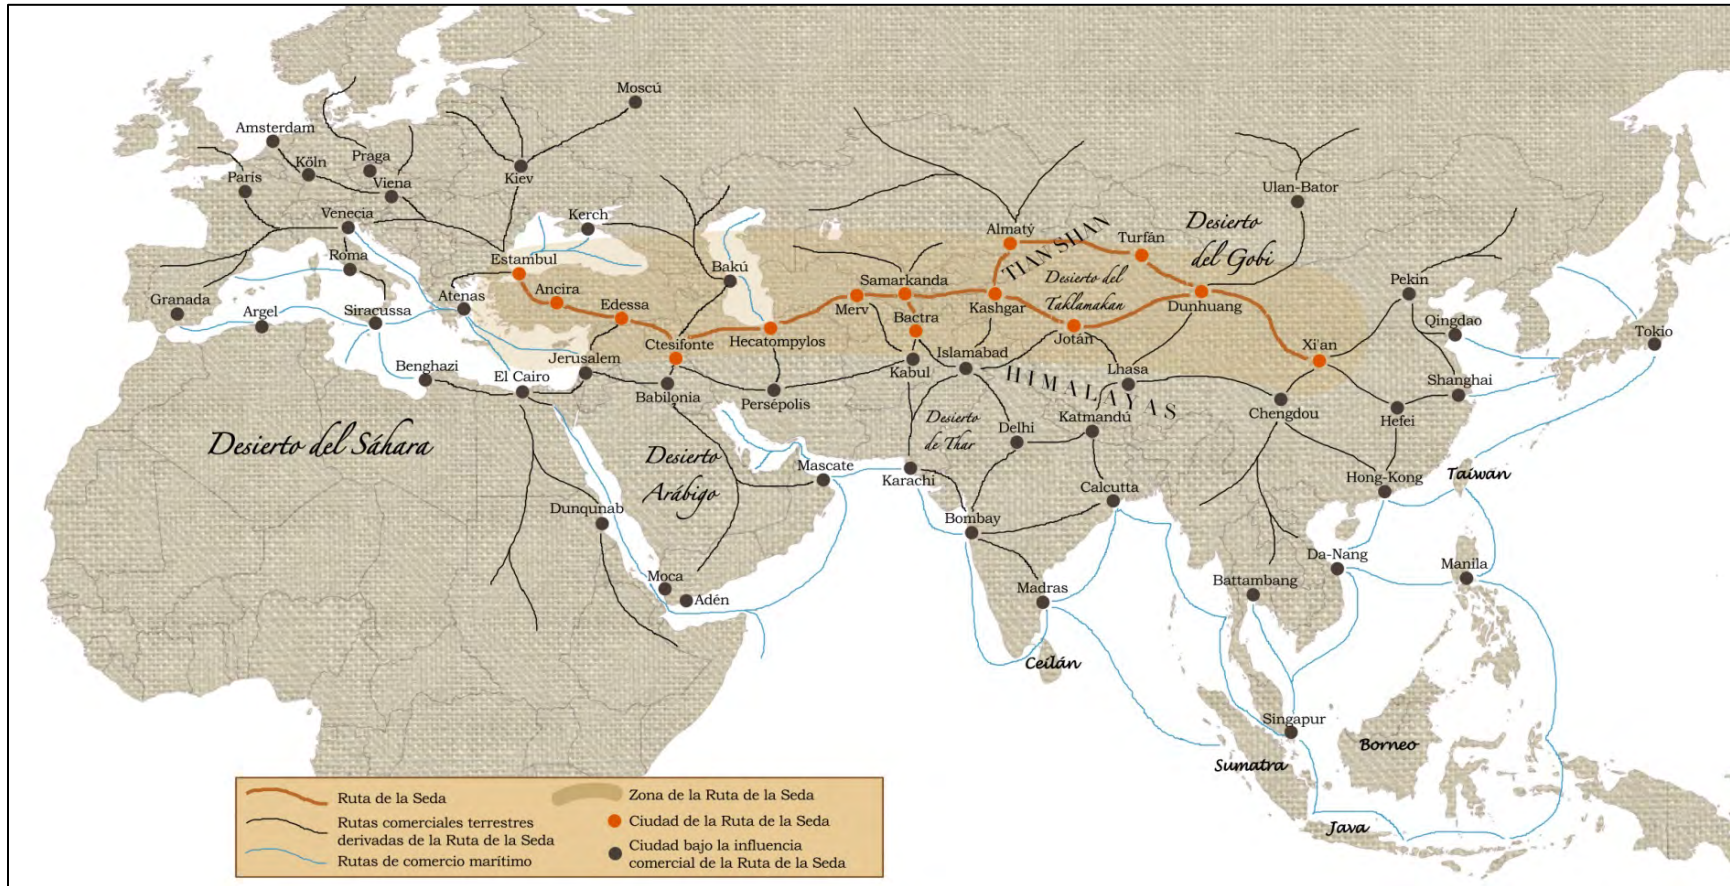 Moscú
Amsterdam
Köln
Praga
París
Viena
Kiev
Venecia
Kerch
Roma
Estambul
Granada
Argel
Siracussa
Atenas
Ancira
Edessa
Bakú
Benghazi
Jerusalem
El Cairo
Ctesifonte
Babilonia
Hecatompylos
Persépolis
Merv
Samarkanda
Bactra
Kabul
Almatý
TIAN SHAN
Turfán
Desierto
del Gobi
Ulan-Bator
Desierto del
Taklamakan
Kashgar
Jotán
Dunhuang
Pekin
Qingdao
Tokio
Xi'an
Islamabad
HIMALAYAS
Lhasa
Katmandú
Chengdou
Hefei
Shanghai
Desierto del Sáhara
Desierto
Arábigo
Mascate
Desierto
de Thar
Delhi
Karachi
Calcutta
Hong-Kong
Taiwan
Dunqunab
Bombay
Moca
Adén
Madras
Ceilán
Da-Nang
Battambang
Manila
Singapur
Sumatra
Borneo
Java
Ruta de la Seda
Rutas comerciales terrestres
derivadas de la Ruta de la Seda
Rutas de comercio marítimo
Zona de la Ruta de la Seda
Ciudad de la Ruta de la Seda
Ciudad bajo la influencia
comercial de la Ruta de la Seda